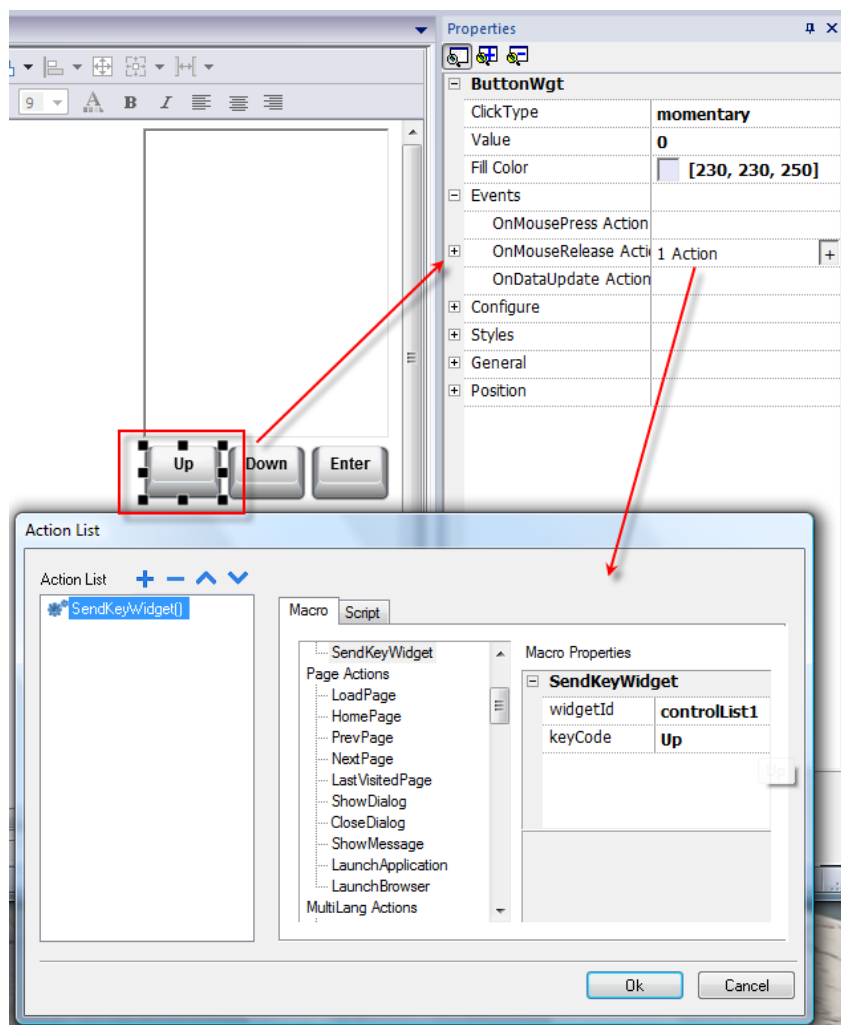 Properties
9 A B I
ButtonWgt
ClickType momentary
Value 0
Fill Color [230, 230, 250]
Events
OnMousePress Action
OnMouseRelease Acti 1 Action +
OnDataUpdate Action
Configure
Styles
General
Position
Up Down Enter
Action List
Action List
SendKeyWidget()
Macro Script
SendKeyWidget
Page Actions
LoadPage
HomePage
PrevPage
NextPage
LastVisitedPage
ShowDialog
CloseDialog
ShowMessage
LaunchApplication
LaunchBrowser
MultiLang Actions
Macro Properties
SendKeyWidget
widgetId controlList1
keyCode Up
Up
Ok Cancel